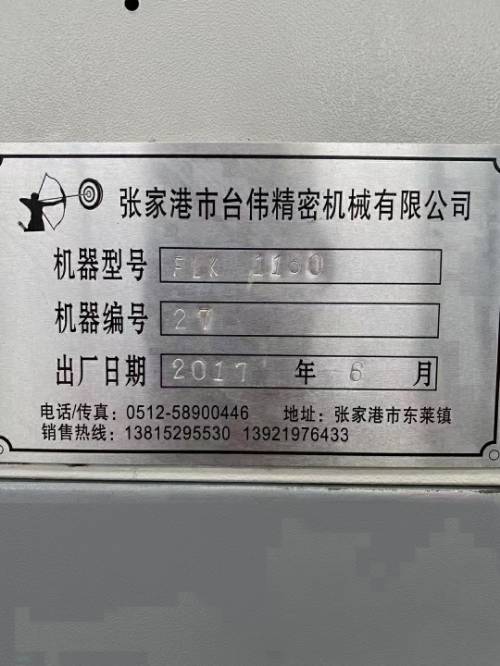 张家港市台伟精密机械有限公司
机器型号 FLK 1160
机器编号 27
出厂日期 2017 年 6 月
电话/传真：0512-58900446 地址：张家港市东莱镇
销售热线：13815295530 13921976433